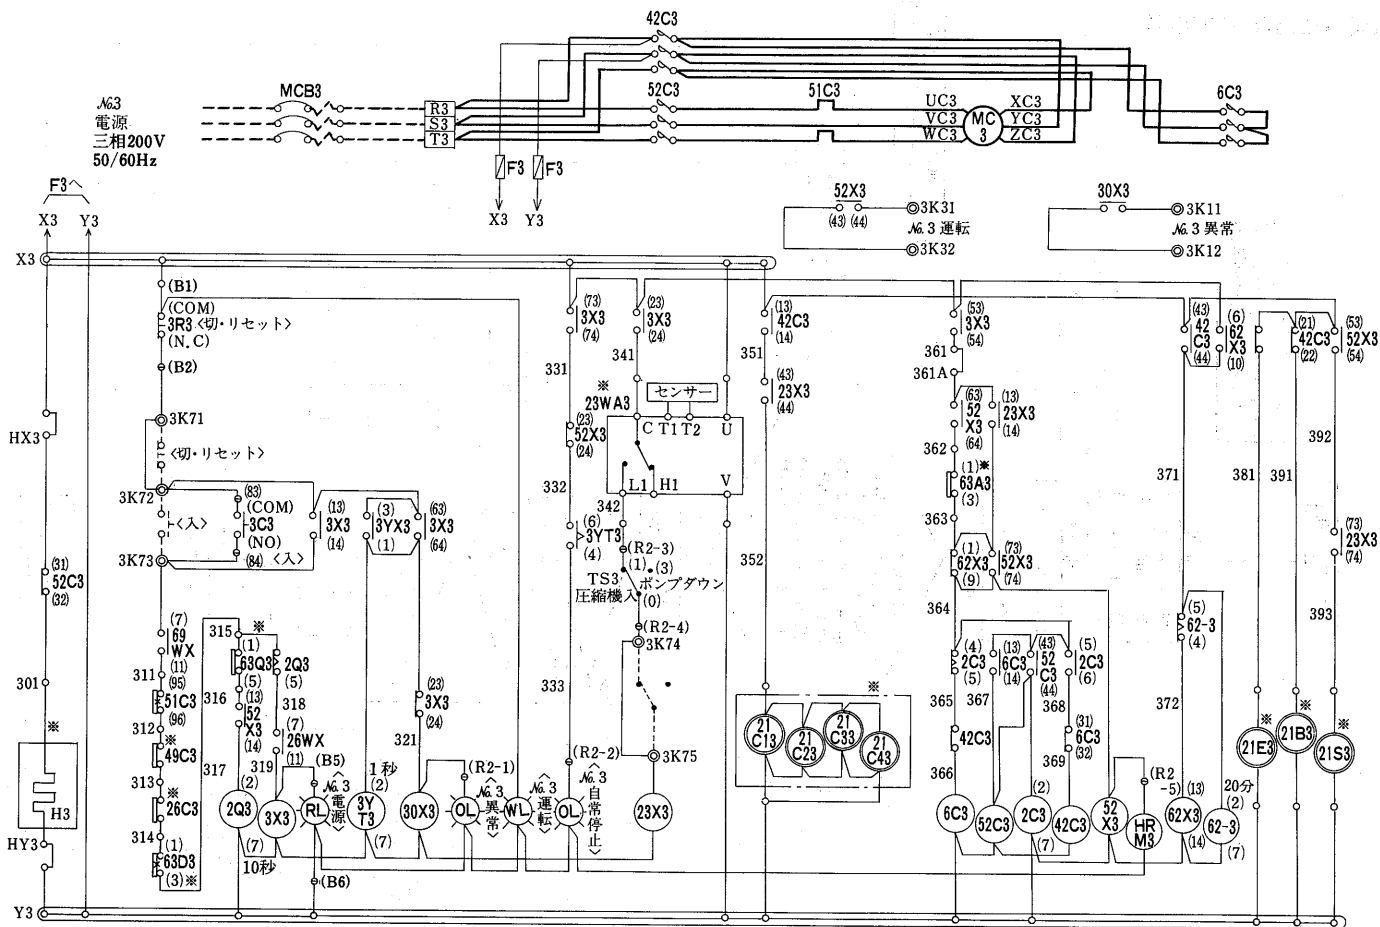 42C3
MCB3
52C3
51C3
6C3
№3
電源
三相200V
50/60Hz
R3
S3
T3
UC3
VC3
WC3
MC
3
XC3
YC3
ZC3
F3
F3
X3
Y3
F3へ
X3
Y3
52X3
(43)
(44)
3K31
№3 運転
3K32
30X3
3K11
№3 異常
3K12
X3
(B1)
(COM)
3R3〈切・リセット〉
(N.C)
(B2)
3K71
〈切・リセット〉
3K72
〈入〉
3K73
(83)
(COM)
3C3
(NO)
(84)
〈入〉
(13)
3X3
(14)
(3)
3YX3
(1)
(63)
3X3
(64)
HX3
(31)
52C3
(32)
301
※
H3
HY3
Y3
(7)
69
WX
(11)
311
(95)
51C3
(96)
312
※
49C3
313
※
26C3
314
(1)
63D3
(3)※
315
※
(1)
63Q3
(5)
316
(13)
52
X3
(14)
317
(2)
2Q3
(7)
10秒
2Q3
(5)
318
(7)
26WX
(11)
319
3X3
(B5)
RL
〈№3電源〉
(B6)
1秒
(2)
3Y
T3
(7)
(23)
3X3
(24)
321
30X3
(R2-1)
OL
〈№3異常〉
WL
〈№3運転〉
(R2-2)
OL
〈№3自常停止〉
(73)
3X3
(74)
331
(23)
52X3
(24)
332
(6)
3YT3
(4)
333
(23)
3X3
(24)
341
※
23WA3
センサー
C
T1
T2
U
L1
H1
V
342
(R2-3)
(1)
(3)
TS3
ポンプダウン
圧縮機入
(0)
(R2-4)
3K74
3K75
23X3
(13)
42C3
(14)
351
(43)
23X3
(44)
352
※
21
C13
21
C23
21
C33
21
C43
(53)
3X3
(54)
361
361A
(63)
52
X3
(64)
(13)
23X3
(14)
362
(1)※
63A3
(3)
363
(1)
62X3
(9)
(73)
52X3
(74)
364
(4)
2C3
(5)
(13)
6C3
(14)
(43)
52
C3
(44)
(5)
2C3
(6)
365
367
368
42C3
(31)
6C3
(32)
366
369
6C3
52C3
(2)
2C3
(7)
42C3
52
X3
(R2
-5)
HR
M3
(43)
42
C3
(44)
(6)
62
X3
(10)
371
(5)
62-3
(4)
372
(13)
62X3
(14)
20分
(2)
62-3
(7)
381
※
21E3
(21)
42C3
(22)
391
※
21B3
(53)
52X3
(54)
392
(73)
23X3
(74)
393
※
21S3